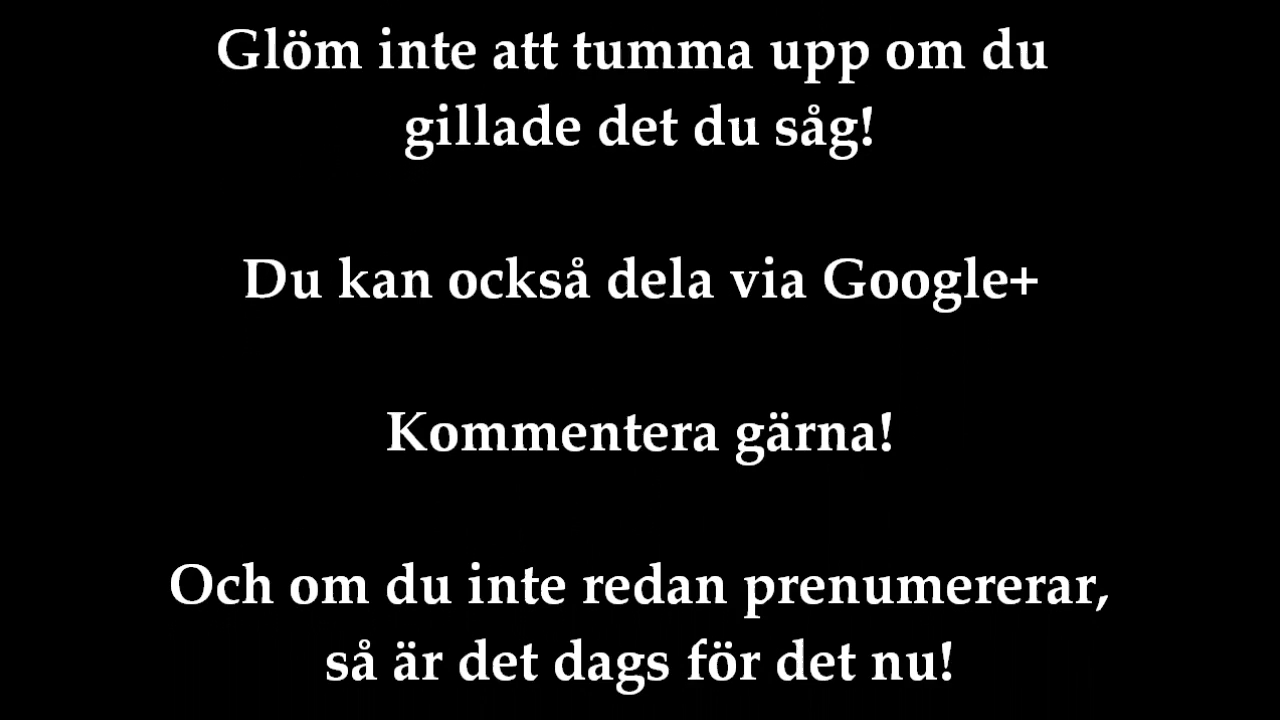 Glöm inte att tumma upp om du
gillade det du såg!
Du kan också dela via Google+
Kommentera gärna!
Och om du inte redan prenumererar,
så är det dags för det nu!